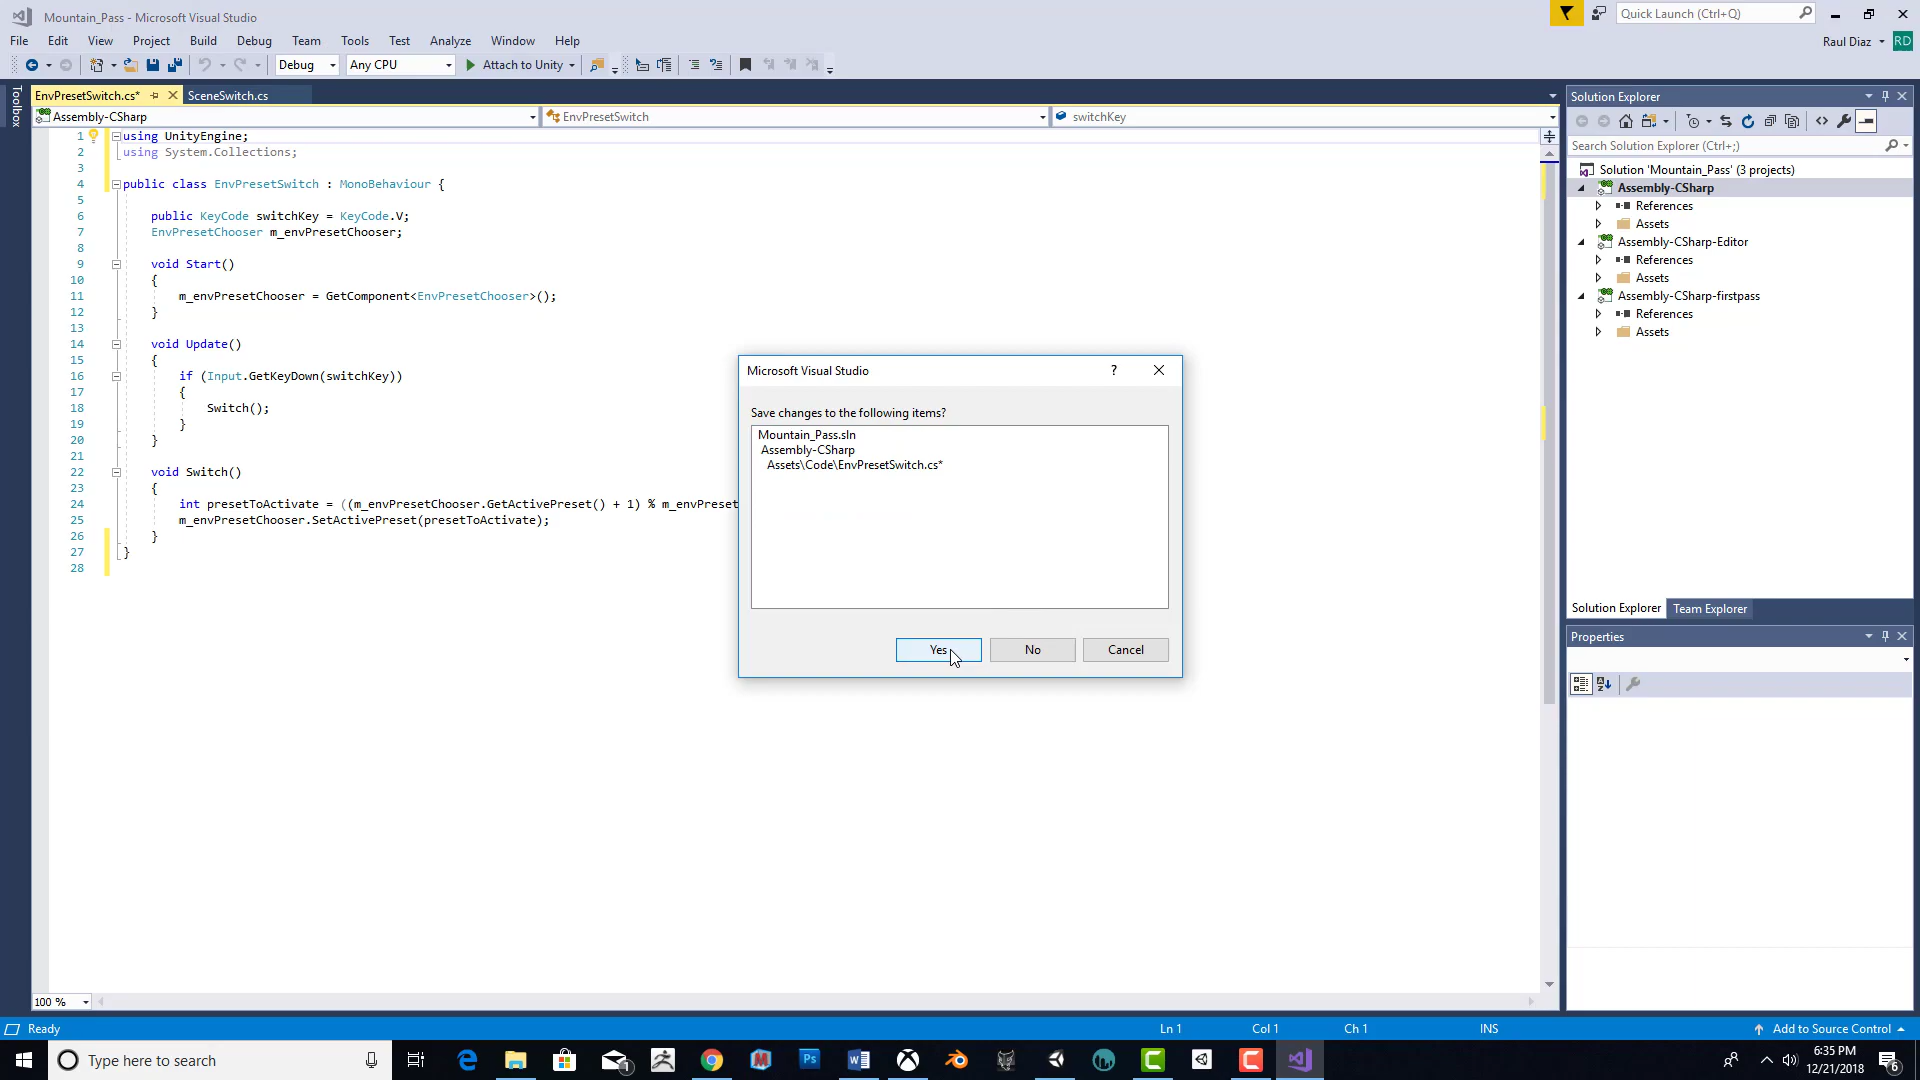 Mountain_Pass - Microsoft Visual Studio
Quick Launch (Ctrl+Q)
File Edit View Project Build Debug Team Tools Test Analyze Window Help
Raul Diaz RD
Debug Any CPU Attach to Unity
Toolbox
EnvPresetSwitch.cs* SceneSwitch.cs
Assembly-CSharp EnvPresetSwitch switchKey
1 using UnityEngine;
2 using System.Collections;
3
4 public class EnvPresetSwitch : MonoBehaviour {
5
6 public KeyCode switchKey = KeyCode.V;
7 EnvPresetChooser m_envPresetChooser;
8
9 void Start()
10 {
11 m_envPresetChooser = GetComponent<EnvPresetChooser>();
12 }
13
14 void Update()
15 {
16 if (Input.GetKeyDown(switchKey))
17 {
18 Switch();
19 }
20 }
21
22 void Switch()
23 {
24 int presetToActivate = ((m_envPresetChooser.GetActivePreset() + 1) % m_envPreset
25 m_envPresetChooser.SetActivePreset(presetToActivate);
26 }
27 }
28
Microsoft Visual Studio ?
Save changes to the following items?
Mountain_Pass.sln
Assembly-CSharp
Assets\Code\EnvPresetSwitch.cs*
Yes No Cancel
Solution Explorer
Search Solution Explorer (Ctrl+;)
Solution 'Mountain_Pass' (3 projects)
Assembly-CSharp
References
Assets
Assembly-CSharp-Editor
References
Assets
Assembly-CSharp-firstpass
References
Assets
Solution Explorer Team Explorer
Properties
100 %
Ready Ln 1 Col 1 Ch 1 INS Add to Source Control
Type here to search
6:35 PM
12/21/2018